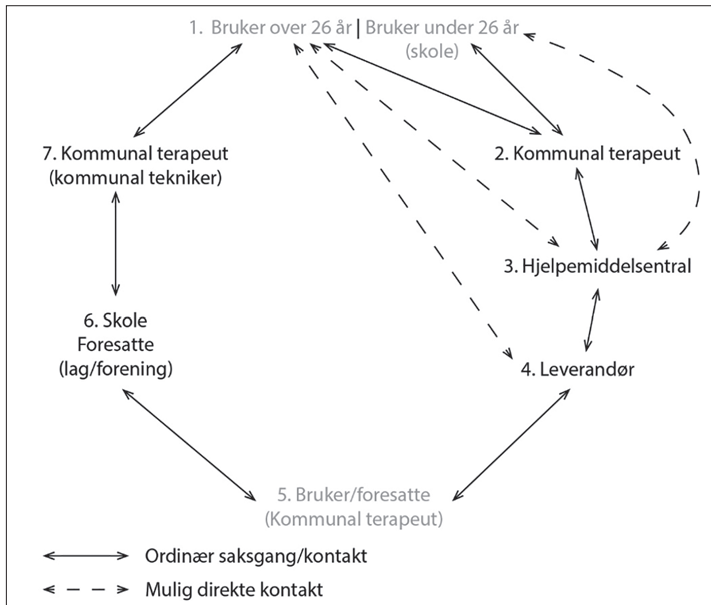 1. Bruker over 26 år | Bruker under 26 år
(skole)
2. Kommunal terapeut
3. Hjelpemiddelsentral
4. Leverandør
5. Bruker/foresatte
(Kommunal terapeut)
6. Skole
Foresatte
(lag/forening)
7. Kommunal terapeut
(kommunal tekniker)
Ordinær saksgang/kontakt
Mulig direkte kontakt